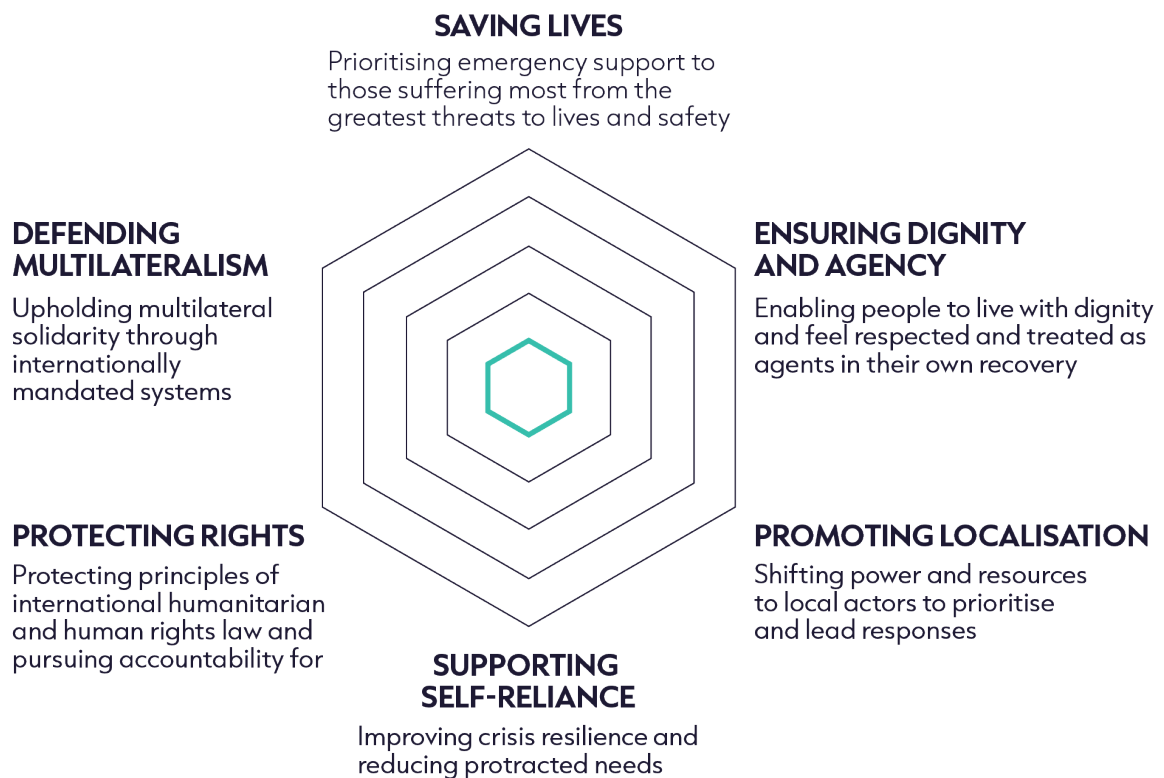 SAVING LIVES
Prioritising emergency support to
those suffering most from the
greatest threats to lives and safety
DEFENDING
MULTILATERALISM
Upholding multilateral
solidarity through
internationally
mandated systems
ENSURING DIGNITY
AND AGENCY
Enabling people to live with dignity
and feel respected and treated as
agents in their own recovery
PROTECTING RIGHTS
Protecting principles of
international humanitarian
and human rights law and
pursuing accountability for
PROMOTING LOCALISATION
Shifting power and resources
to local actors to prioritise
and lead responses
SUPPORTING
SELF-RELIANCE
Improving crisis resilience and
reducing protracted needs